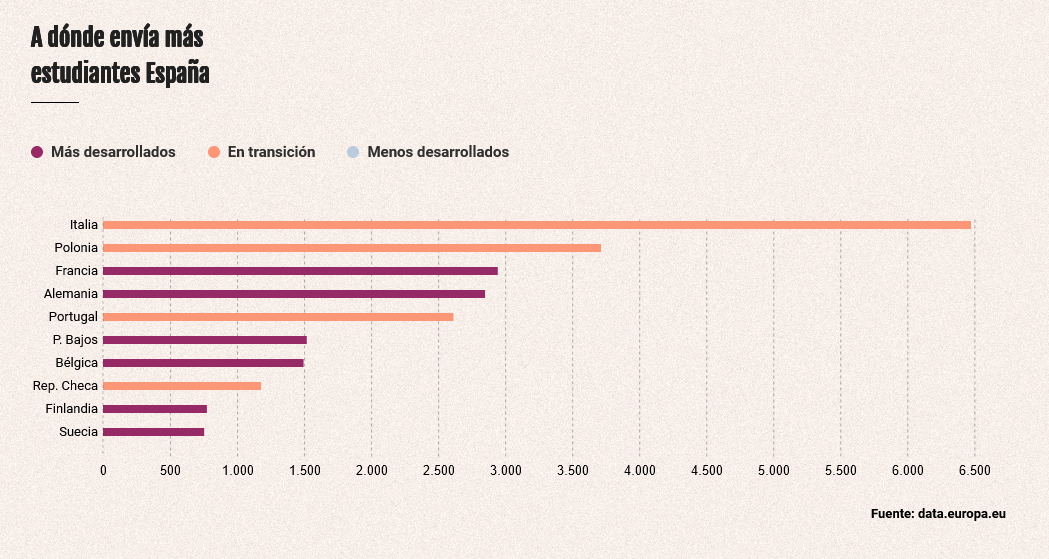 A dónde envía más
estudiantes España
Más desarrollados En transición Menos desarrollados
Italia
Polonia
Francia
Alemania
Portugal
P. Bajos
Bélgica
Rep. Checa
Finlandia
Suecia
0 500 1.000 1.500 2.000 2.500 3.000 3.500 4.000 4.500 5.000 5.500 6.000 6.500
Fuente: data.europa.eu